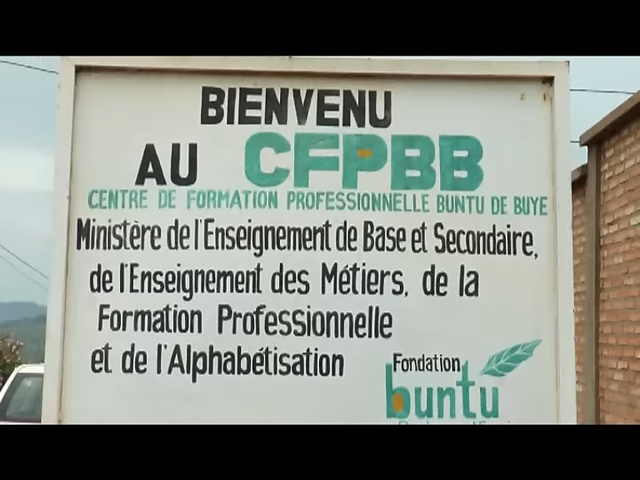 BIENVENU
AU CFPBB
CENTRE DE FORMATION PROFESSIONNELLE BUNTU DE BUYE
Ministère de l'Enseignement de Base et Secondaire,
de l'Enseignement des Métiers, de la
Formation Professionnelle
et de l'Alphabétisation
Fondation
buntu